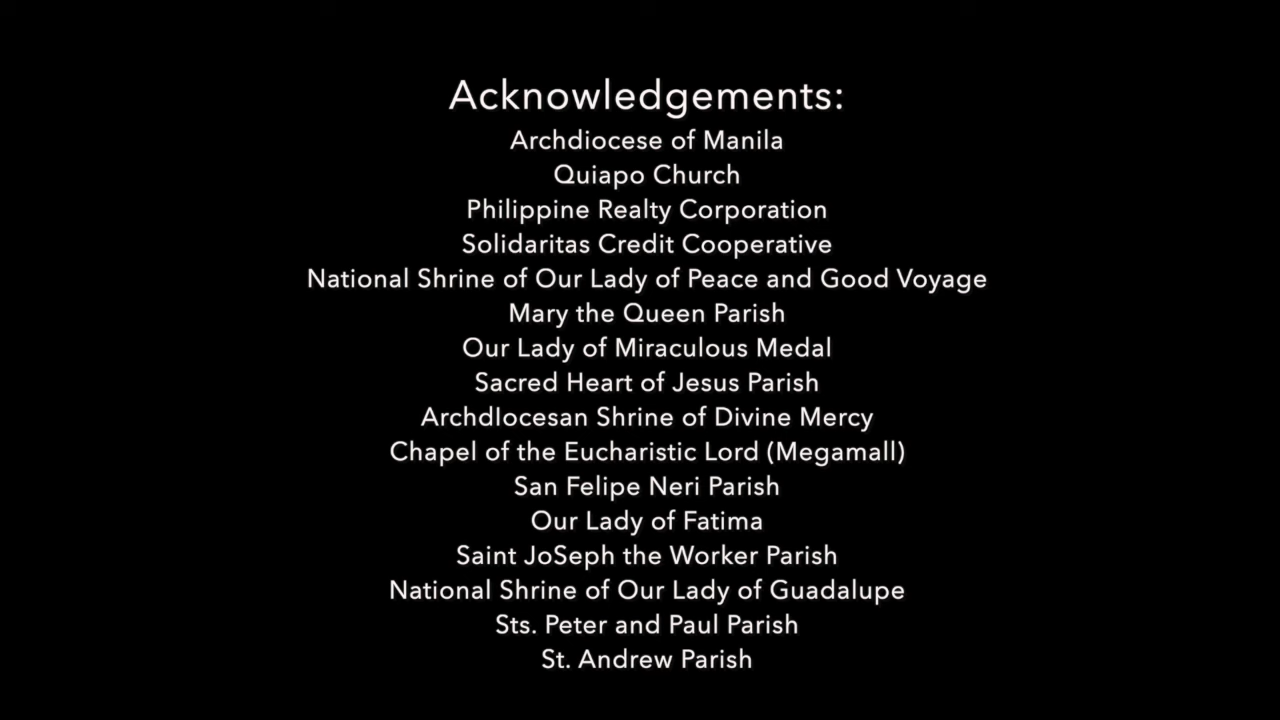 Acknowledgements:
Archdiocese of Manila
Quiapo Church
Philippine Realty Corporation
Solidaritas Credit Cooperative
National Shrine of Our Lady of Peace and Good Voyage
Mary the Queen Parish
Our Lady of Miraculous Medal
Sacred Heart of Jesus Parish
ArchdIocesan Shrine of Divine Mercy
Chapel of the Eucharistic Lord (Megamall)
San Felipe Neri Parish
Our Lady of Fatima
Saint JoSeph the Worker Parish
National Shrine of Our Lady of Guadalupe
Sts. Peter and Paul Parish
St. Andrew Parish